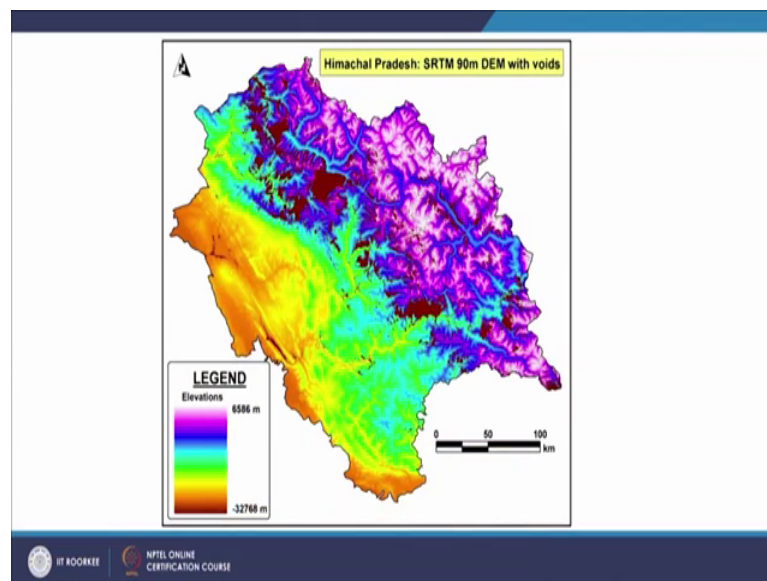 Himachal Pradesh: SRTM 90m DEM with voids
LEGEND
Elevations
6586 m
-32768 m
0 50 100
km
IIT ROORKEE
NPTEL ONLINE
CERTIFICATION COURSE